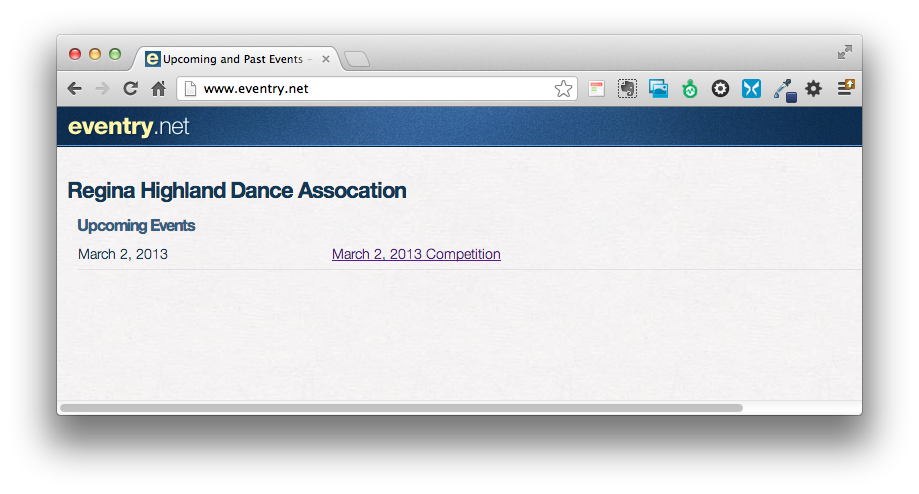 Upcoming and Past Events -
www.eventry.net
eventry.net
Regina Highland Dance Assocation
Upcoming Events
March 2, 2013 March 2, 2013 Competition